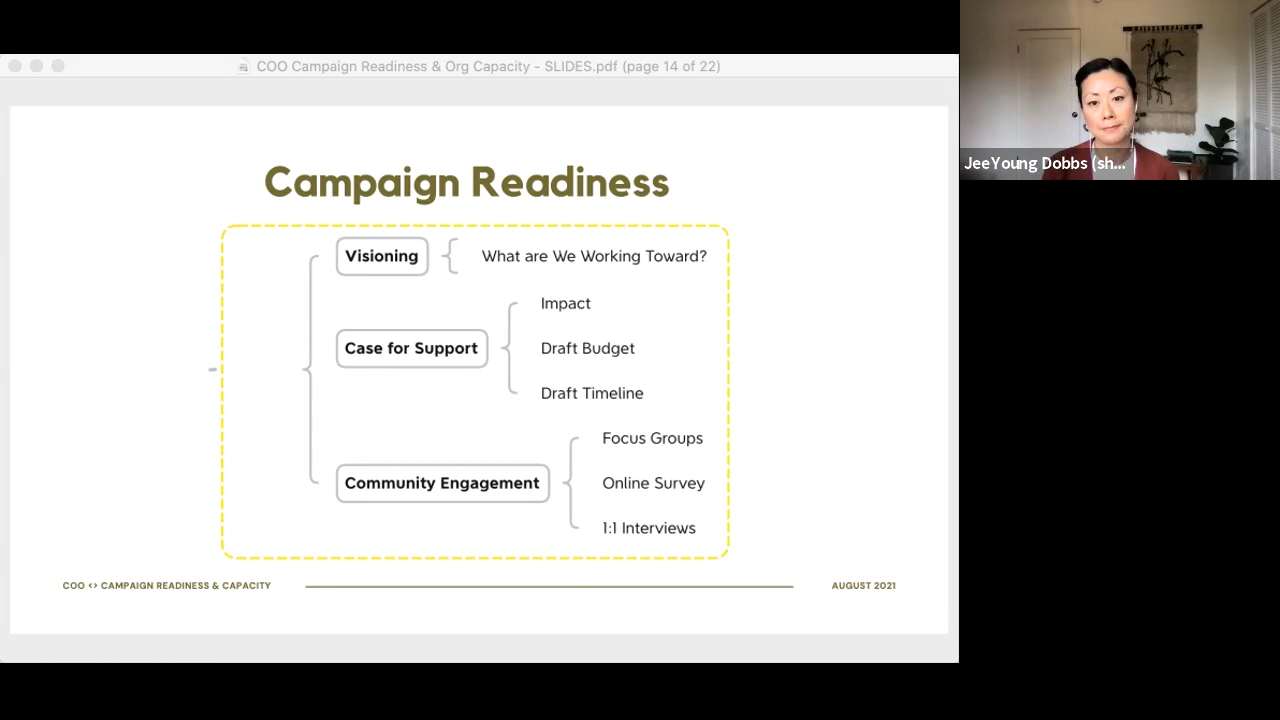 COO Campaign Readiness & Org Capacity - SLIDES.pdf (page 14 of 22)
JeeYoung Dobbs (sh...
Campaign Readiness
Visioning
What are We Working Toward?
Case for Support
Impact
Draft Budget
Draft Timeline
Community Engagement
Focus Groups
Online Survey
1:1 Interviews
COO <> CAMPAIGN READINESS & CAPACITY
AUGUST 2021